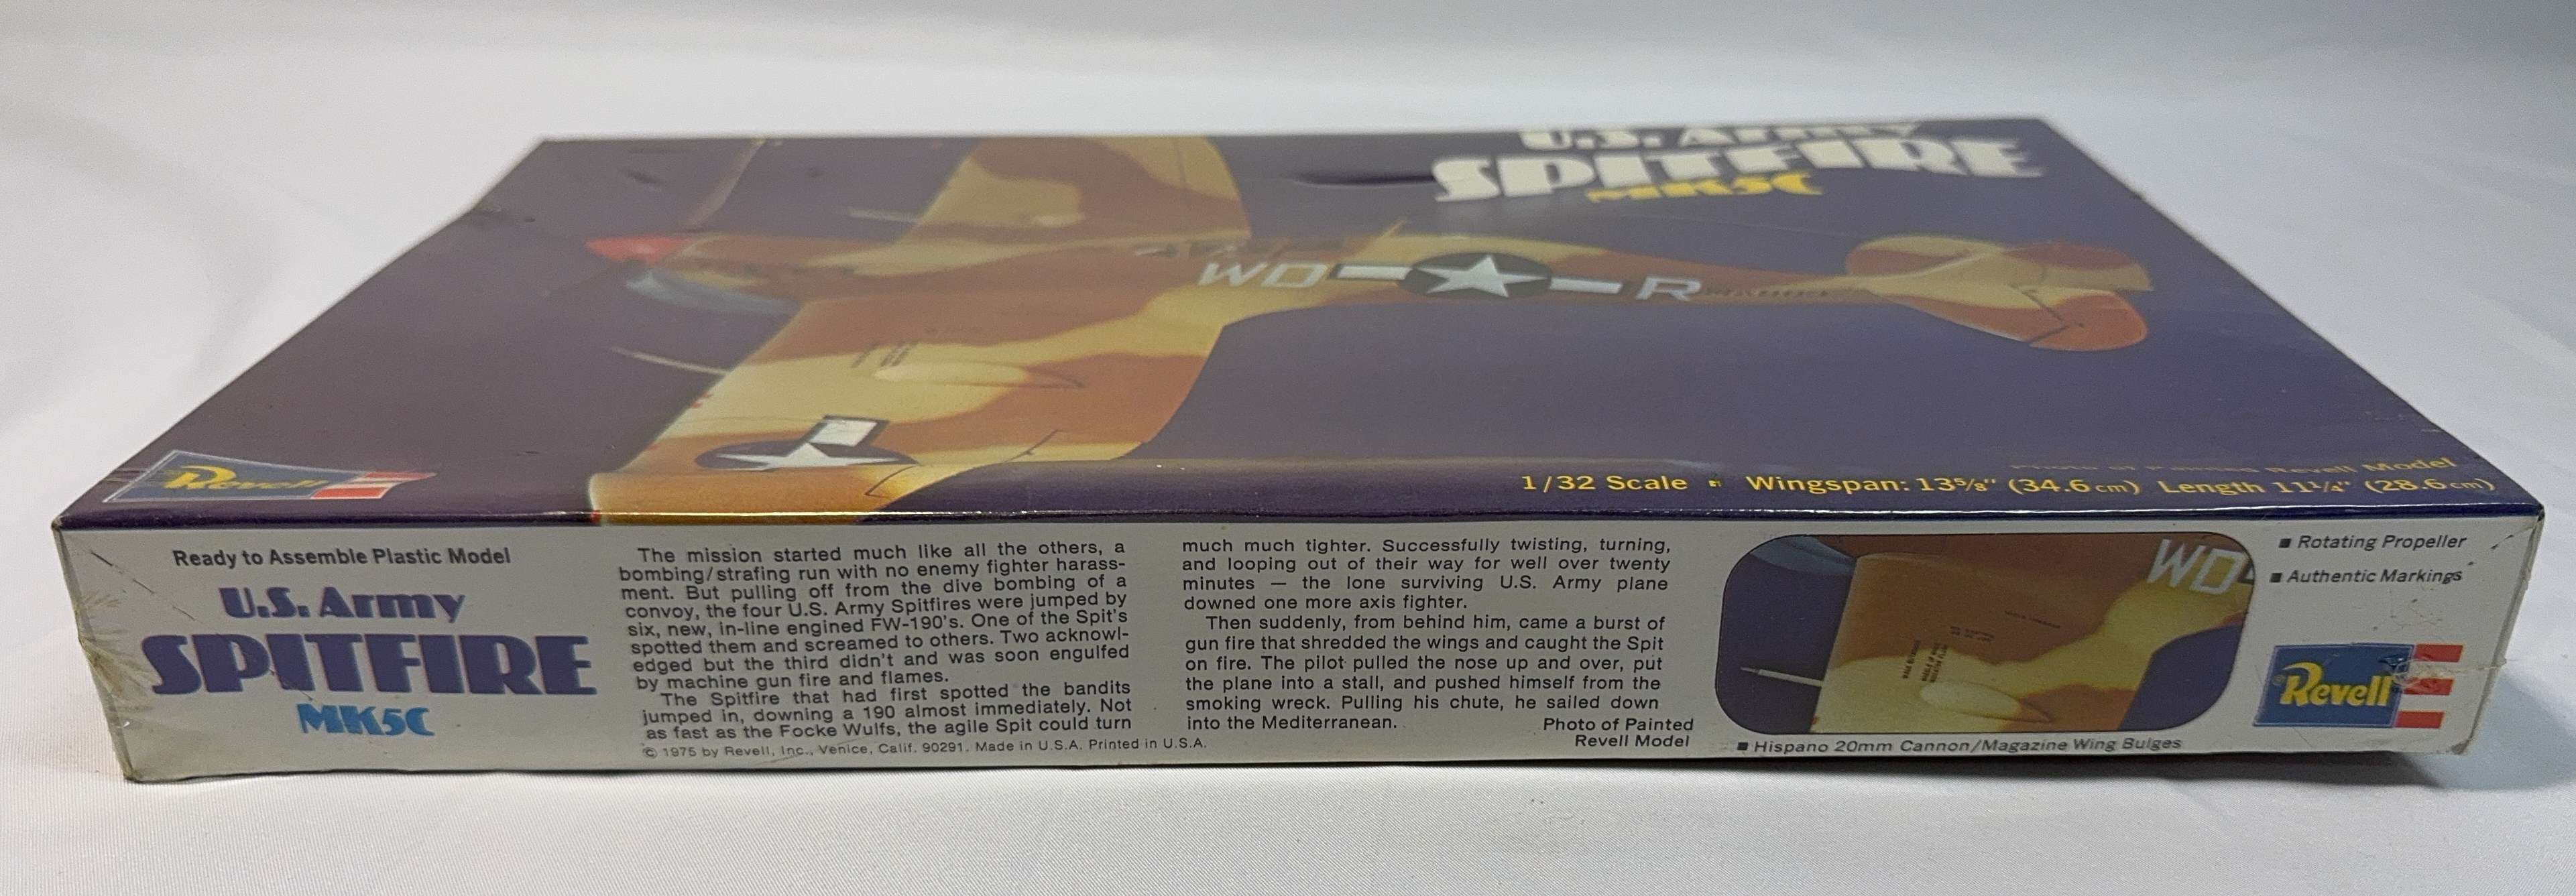 U.S. Army
SPITFIRE
MK5C
WD
R
Revell
Photo of Painted Revell Model
1/32 Scale ▪ Wingspan: 13⅝" (34.6 cm) Length 11¼" (28.6 cm)
Ready to Assemble Plastic Model
U.S. Army
SPITFIRE
MK5C
The mission started much like all the others, a
bombing/strafing run with no enemy fighter harass-
ment. But pulling off from the dive bombing of a
convoy, the four U.S. Army Spitfires were jumped by
six, new, in-line engined FW-190's. One of the Spit's
spotted them and screamed to others. Two acknowl-
edged but the third didn't and was soon engulfed
by machine gun fire and flames.
The Spitfire that had first spotted the bandits
jumped in, downing a 190 almost immediately. Not
as fast as the Focke Wulfs, the agile Spit could turn
© 1975 by Revell, Inc., Venice, Calif. 90291. Made in U.S.A. Printed in U.S.A.
much much tighter. Successfully twisting, turning,
and looping out of their way for well over twenty
minutes — the lone surviving U.S. Army plane
downed one more axis fighter.
Then suddenly, from behind him, came a burst of
gun fire that shredded the wings and caught the Spit
on fire. The pilot pulled the nose up and over, put
the plane into a stall, and pushed himself from the
smoking wreck. Pulling his chute, he sailed down
into the Mediterranean.
Photo of Painted
Revell Model
WD
■ Hispano 20mm Cannon/Magazine Wing Bulges
■ Rotating Propeller
■ Authentic Markings
Revell